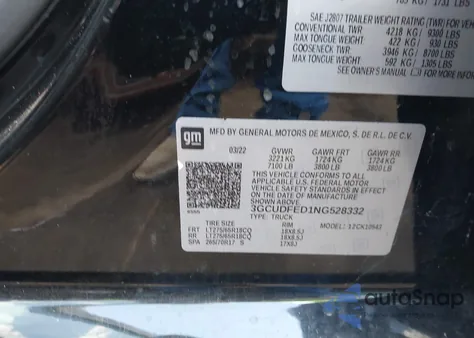 703 KG/ 1731 LBS
SAE J2807 TRAILER WEIGHT RATING (TWR) FOR VEHICLE
CONVENTIONAL TWR 4218 KG/ 9300 LBS
MAX TONGUE WEIGHT 422 KG/ 930 LBS
GOOSENECK TWR 3946 KG/ 8700 LBS
MAX TONGUE WEIGHT 592 KG/ 1305 LBS
SEE OWNER'S MANUAL
gm
MFD BY GENERAL MOTORS DE MEXICO, S. DE R.L. DE C.V.
03/22 GVWR GAWR FRT GAWR RR
3221 KG 1724 KG 1724 KG
7100 LB 3800 LB 3800 LB
THIS VEHICLE CONFORMS TO ALL
APPLICABLE U.S. FEDERAL MOTOR
VEHICLE SAFETY STANDARDS
IN EFFECT ON THE DATE OF
MANUFACTURE SHOWN ABOVE.
3GCUDFED1NG528332
TYPE: TRUCK
MODEL: 12CK10543
TIRE SIZE RIM
FRT LT275/65R18CQ 18X8.5J
RR LT275/65R18CQ 18X8.5J
SPA 265/70R17 S 17X8J
autoSnap